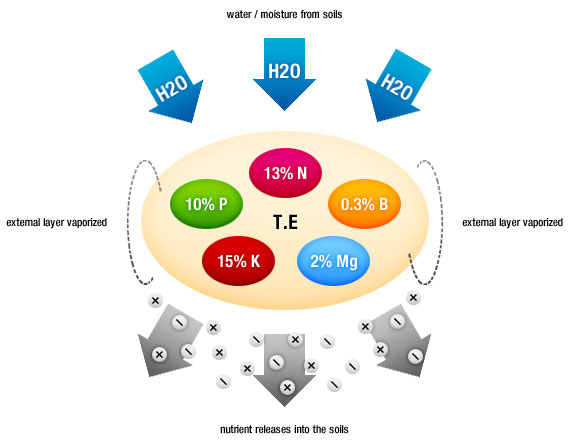 water / moisture from soils
H2O
H2O
H2O
13% N
10% P
0.3% B
T.E
external layer vaporized
external layer vaporized
15% K
2% Mg
nutrient releases into the soils